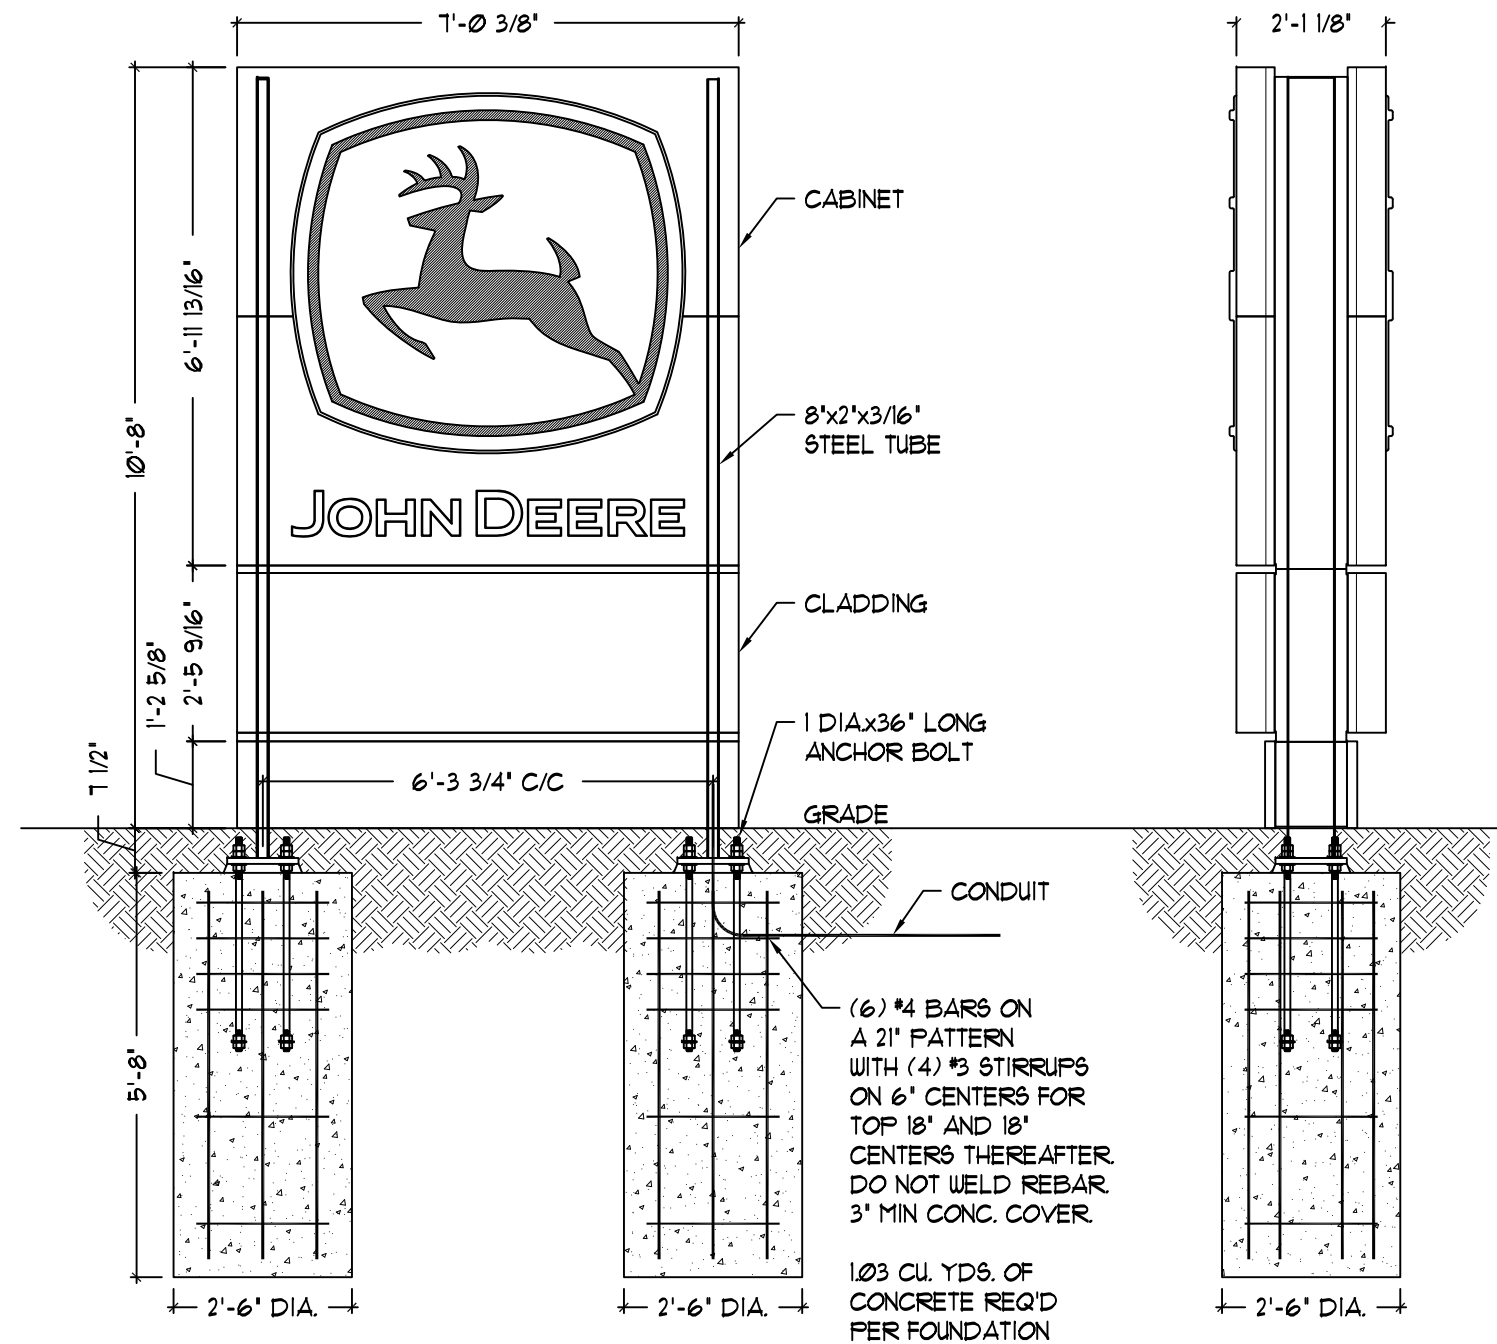 7'-0 3/8"
2'-1 1/8"
CABINET
6'-11 13/16"
10'-8"
8"x2"x3/16"
STEEL TUBE
JOHN DEERE
CLADDING
2'-5 9/16"
1'-2 5/8"
7 1/2"
1 DIA.x36" LONG
ANCHOR BOLT
6'-3 3/4" C/C
GRADE
CONDUIT
5'-8"
(6) #4 BARS ON
A 21" PATTERN
WITH (4) #3 STIRRUPS
ON 6" CENTERS FOR
TOP 18" AND 18"
CENTERS THEREAFTER.
DO NOT WELD REBAR.
3" MIN CONC. COVER.
1.03 CU. YDS. OF
CONCRETE REQ'D
PER FOUNDATION
2'-6" DIA.
2'-6" DIA.
2'-6" DIA.